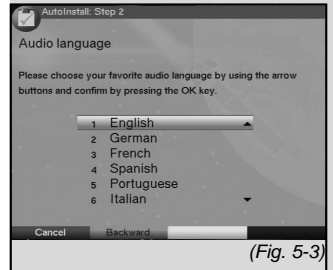 AutoInstall: Step 2
Audio language
Please choose your favorite audio language by using the arrow
buttons and confirm by pressing the OK key.
1 English
2 German
3 French
4 Spanish
5 Portuguese
6 Italian
Cancel Backward
(Fig. 5-3)